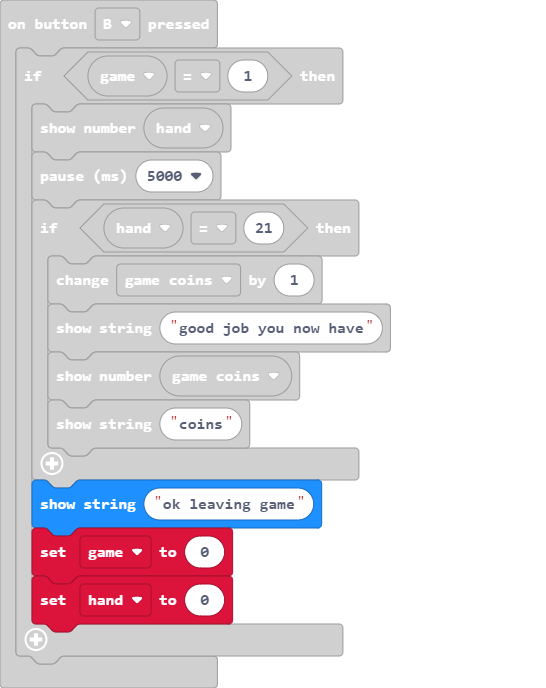 on button B pressed
if game = 1 then
show number hand
pause (ms) 5000
if hand = 21 then
change game coins by 1
show string "good job you now have"
show number game coins
show string "coins"
show string "ok leaving game"
set game to 0
set hand to 0